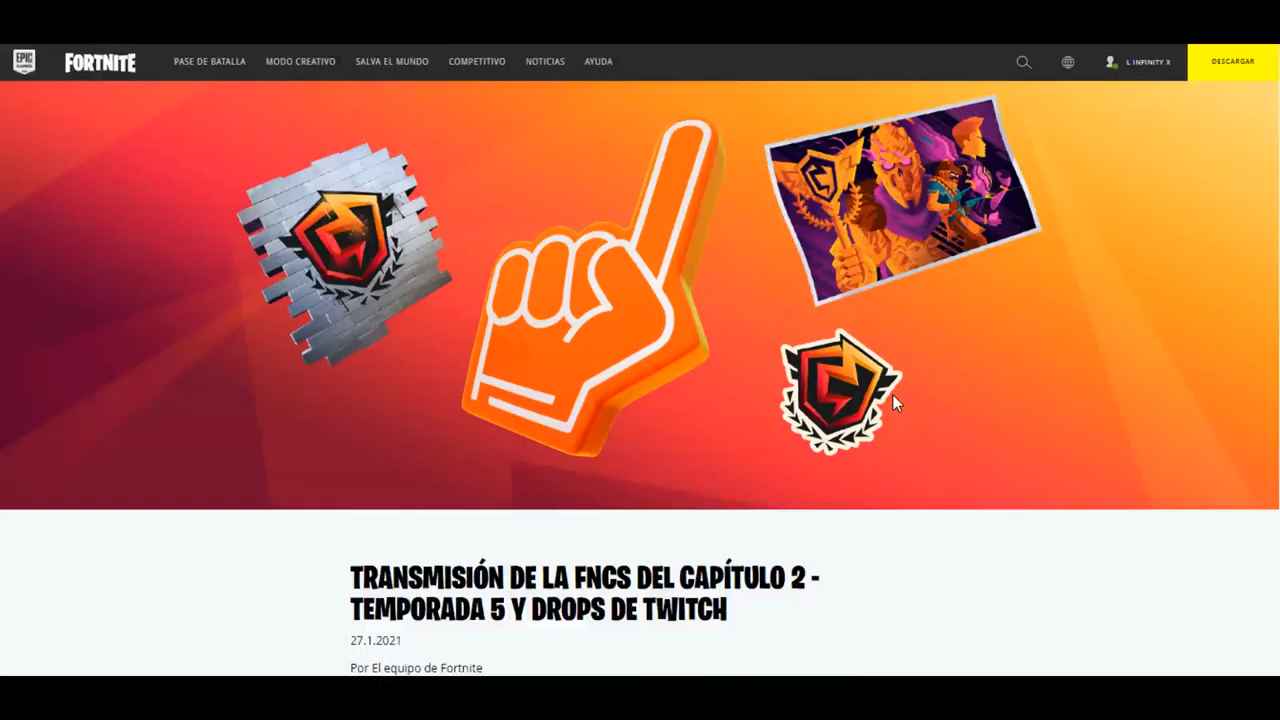 EPIC GAMES FORTNITE PASE DE BATALLA MODO CREATIVO SALVA EL MUNDO COMPETITIVO NOTICIAS AYUDA L INFINITY X DESCARGAR
TRANSMISIÓN DE LA FNCS DEL CAPÍTULO 2 -
TEMPORADA 5 Y DROPS DE TWITCH
27.1.2021
Por El equipo de Fortnite